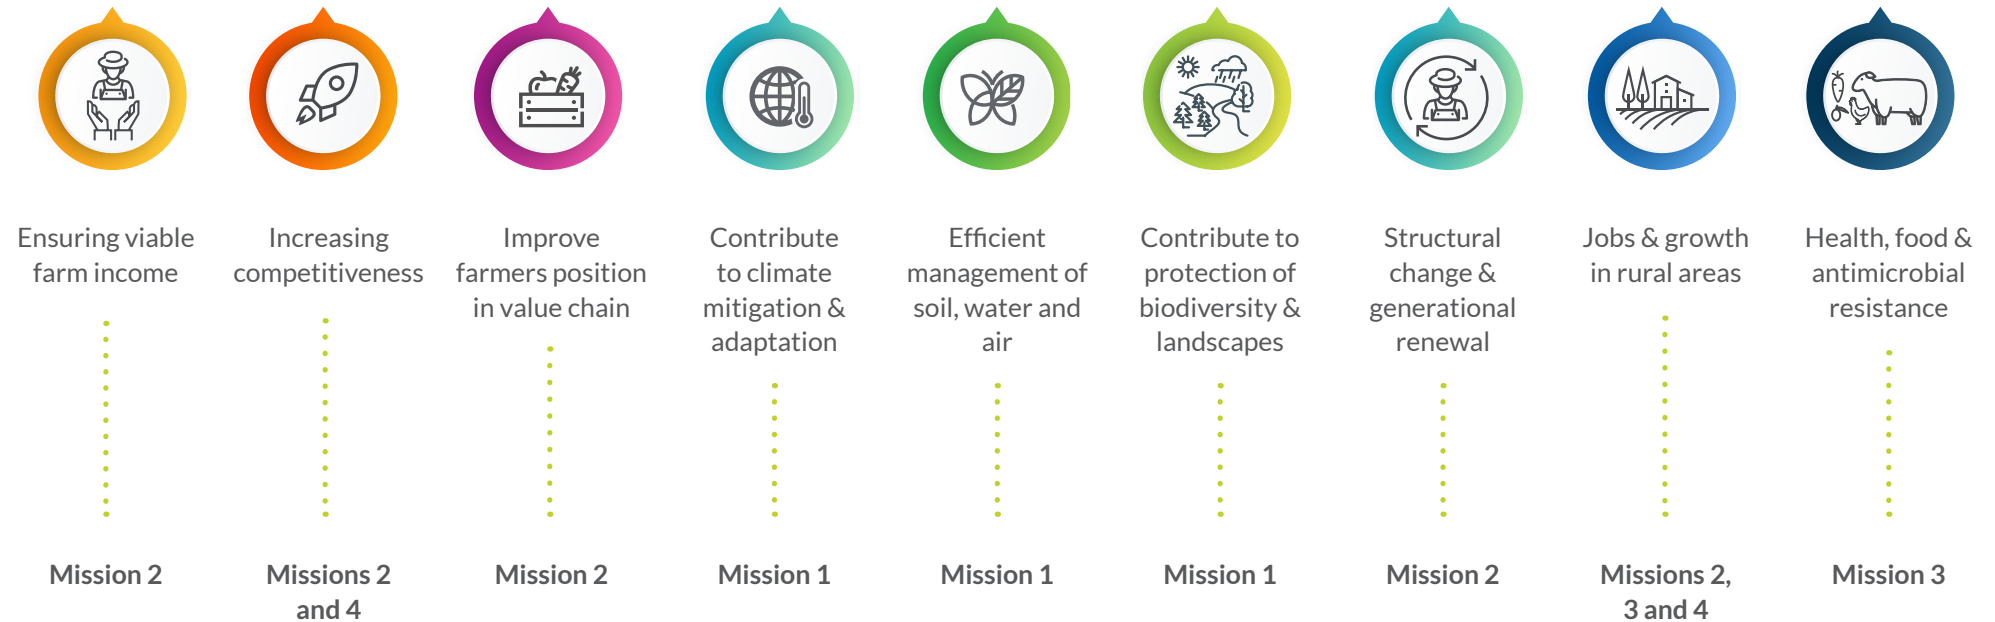 Ensuring viable
farm income
Increasing
competitiveness
Improve
farmers position
in value chain
Contribute
to climate
mitigation &
adaptation
Efficient
management of
soil, water and
air
Contribute to
protection of
biodiversity &
landscapes
Structural
change &
generational
renewal
Jobs & growth
in rural areas
Health, food &
antimicrobial
resistance
Mission 2
Missions 2
and 4
Mission 2
Mission 1
Mission 1
Mission 1
Mission 2
Missions 2,
3 and 4
Mission 3